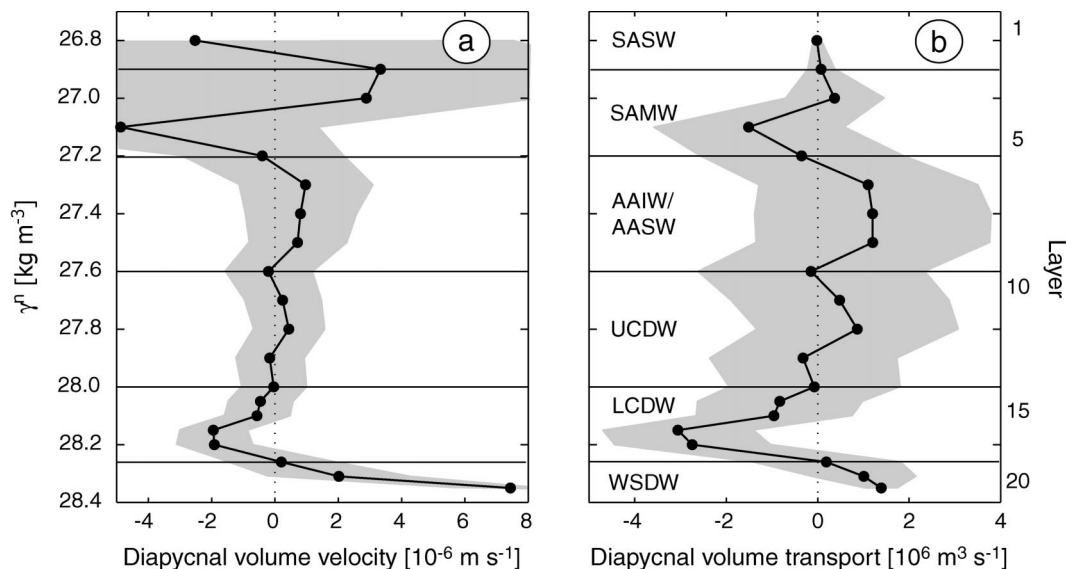 a
b
26.8
27.0
27.2
27.4
27.6
27.8
28.0
28.2
28.4
γⁿ [kg m⁻³]
-4
-2
0
2
4
6
8
Diapycnal volume velocity [10⁻⁶ m s⁻¹]
SASW
SAMW
AAIW/
AASW
UCDW
LCDW
WSDW
1
5
10
15
20
Layer
-4
-2
0
2
4
Diapycnal volume transport [10⁶ m³ s⁻¹]